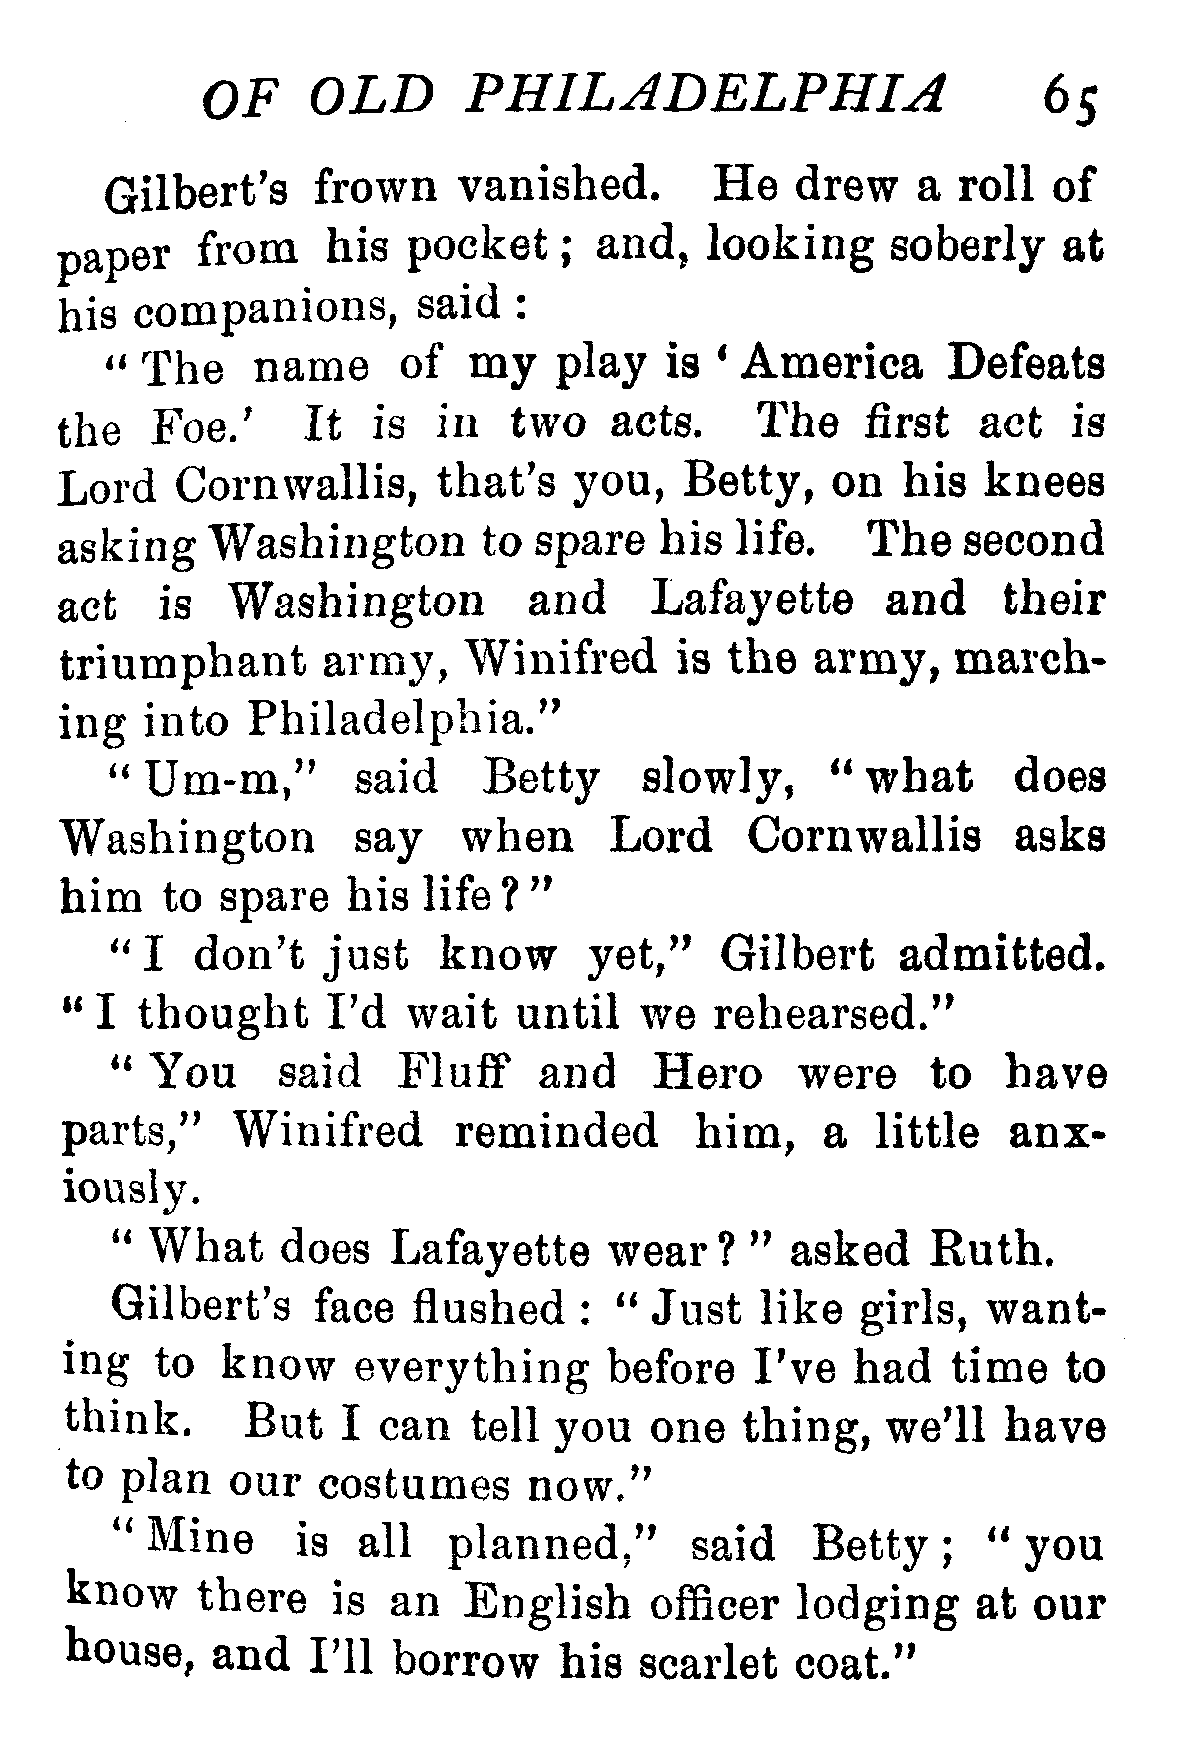 OF OLD PHILADELPHIA 65
Gilbert's frown vanished. He drew a roll of
paper from his pocket; and, looking soberly at
his companions, said:
"The name of my play is 'America Defeats
the Foe.' It is in two acts. The first act is
Lord Cornwallis, that's you, Betty, on his knees
asking Washington to spare his life. The second
act is Washington and Lafayette and their
triumphant army, Winifred is the army, march-
ing into Philadelphia."
"Um-m," said Betty slowly, "what does
Washington say when Lord Cornwallis asks
him to spare his life?"
"I don't just know yet," Gilbert admitted.
"I thought I'd wait until we rehearsed."
"You said Fluff and Hero were to have
parts," Winifred reminded him, a little anx-
iously.
"What does Lafayette wear?" asked Ruth.
Gilbert's face flushed: "Just like girls, want-
ing to know everything before I've had time to
think. But I can tell you one thing, we'll have
to plan our costumes now."
"Mine is all planned," said Betty; "you
know there is an English officer lodging at our
house, and I'll borrow his scarlet coat."